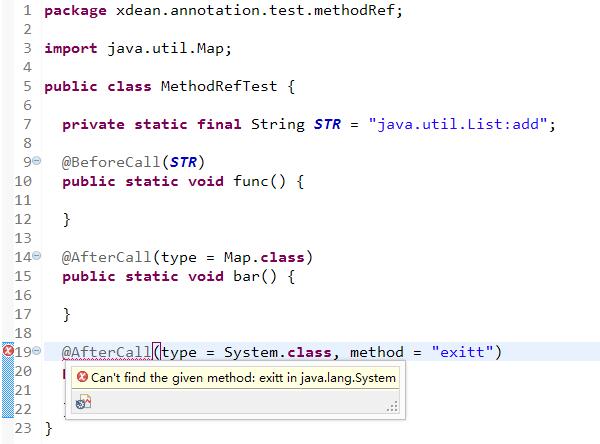 1 package xdean.annotation.test.methodRef;
2
3 import java.util.Map;
4
5 public class MethodRefTest {
6
7 private static final String STR = "java.util.List:add";
8
9 @BeforeCall(STR)
10 public static void func() {
11
12 }
13
14 @AfterCall(type = Map.class)
15 public static void bar() {
16
17 }
18
19 @AfterCall(type = System.class, method = "exitt")
20
Can't find the given method: exitt in java.lang.System
21
22
23 }